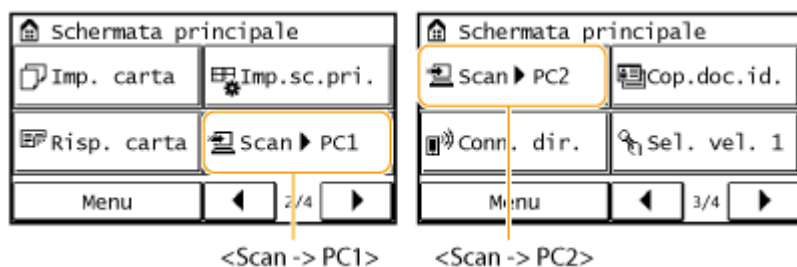 Schermata principale
Imp. carta
Imp.sc.pri.
Risp. carta
Scan ▶ PC1
Menu
◀
2/4
▶
<Scan -> PC1>
Schermata principale
Scan ▶ PC2
Cop.doc.id.
Conn. dir.
Sel. vel. 1
Menu
◀
3/4
▶
<Scan -> PC2>